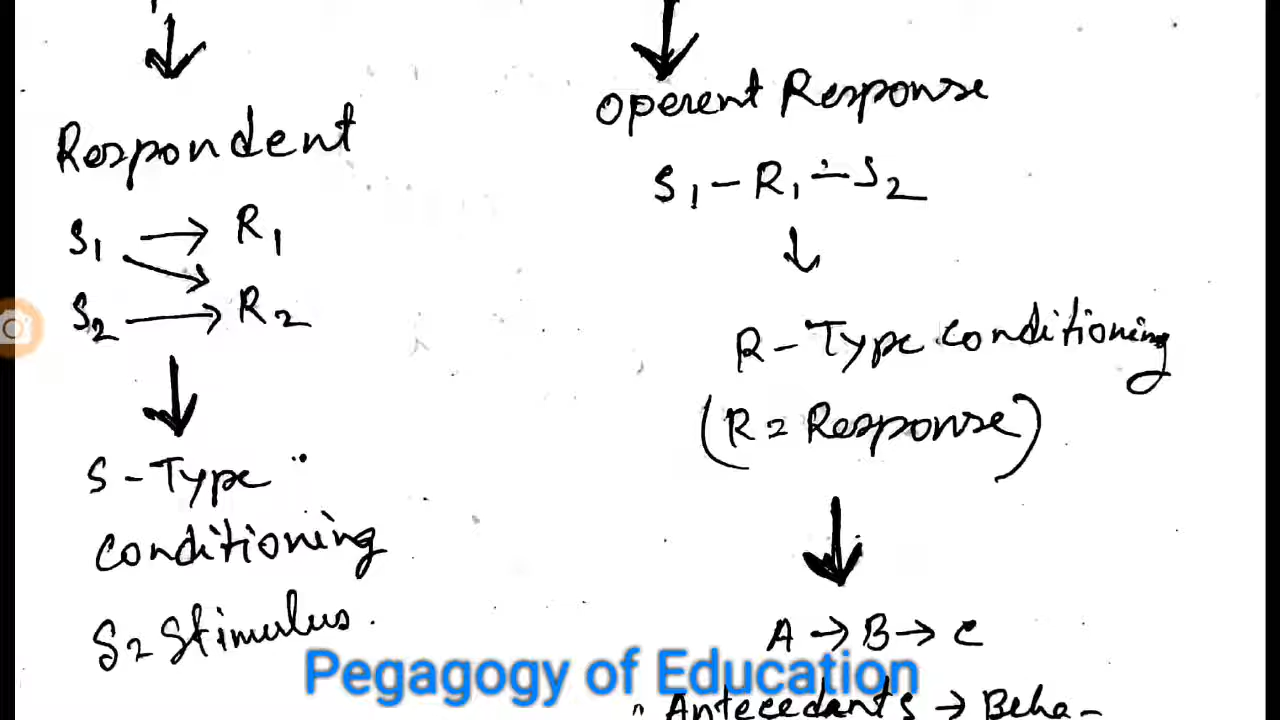 Respondent
S1 → R1
S2 → R2
S - Type
conditioning
S = Stimulus.
Operent Response
S1 - R1 - S2
R - Type conditioning
(R = Response)
A → B → C
Antecedants → Beha -
Pegagogy of Education